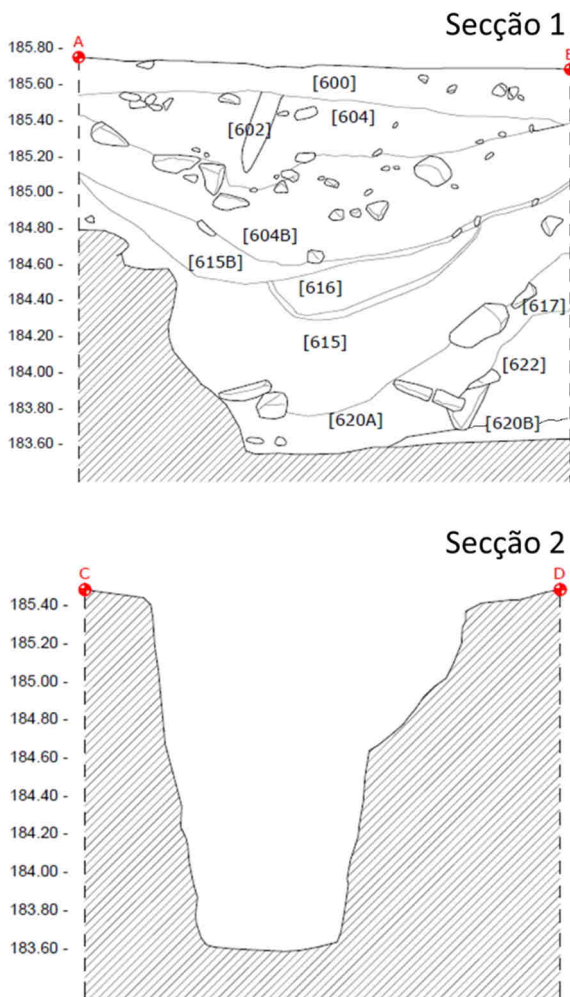 Secção 1
185.80 -
A
B
185.60 -
[600]
185.40 -
[602]
[604]
185.20 -
185.00 -
184.80 -
[604B]
[615B]
184.60 -
[616]
184.40 -
[617]
184.20 -
[615]
184.00 -
[622]
183.80 -
[620A]
[620B]
183.60 -
Secção 2
C
D
185.40 -
185.20 -
185.00 -
184.80 -
184.60 -
184.40 -
184.20 -
184.00 -
183.80 -
183.60 -